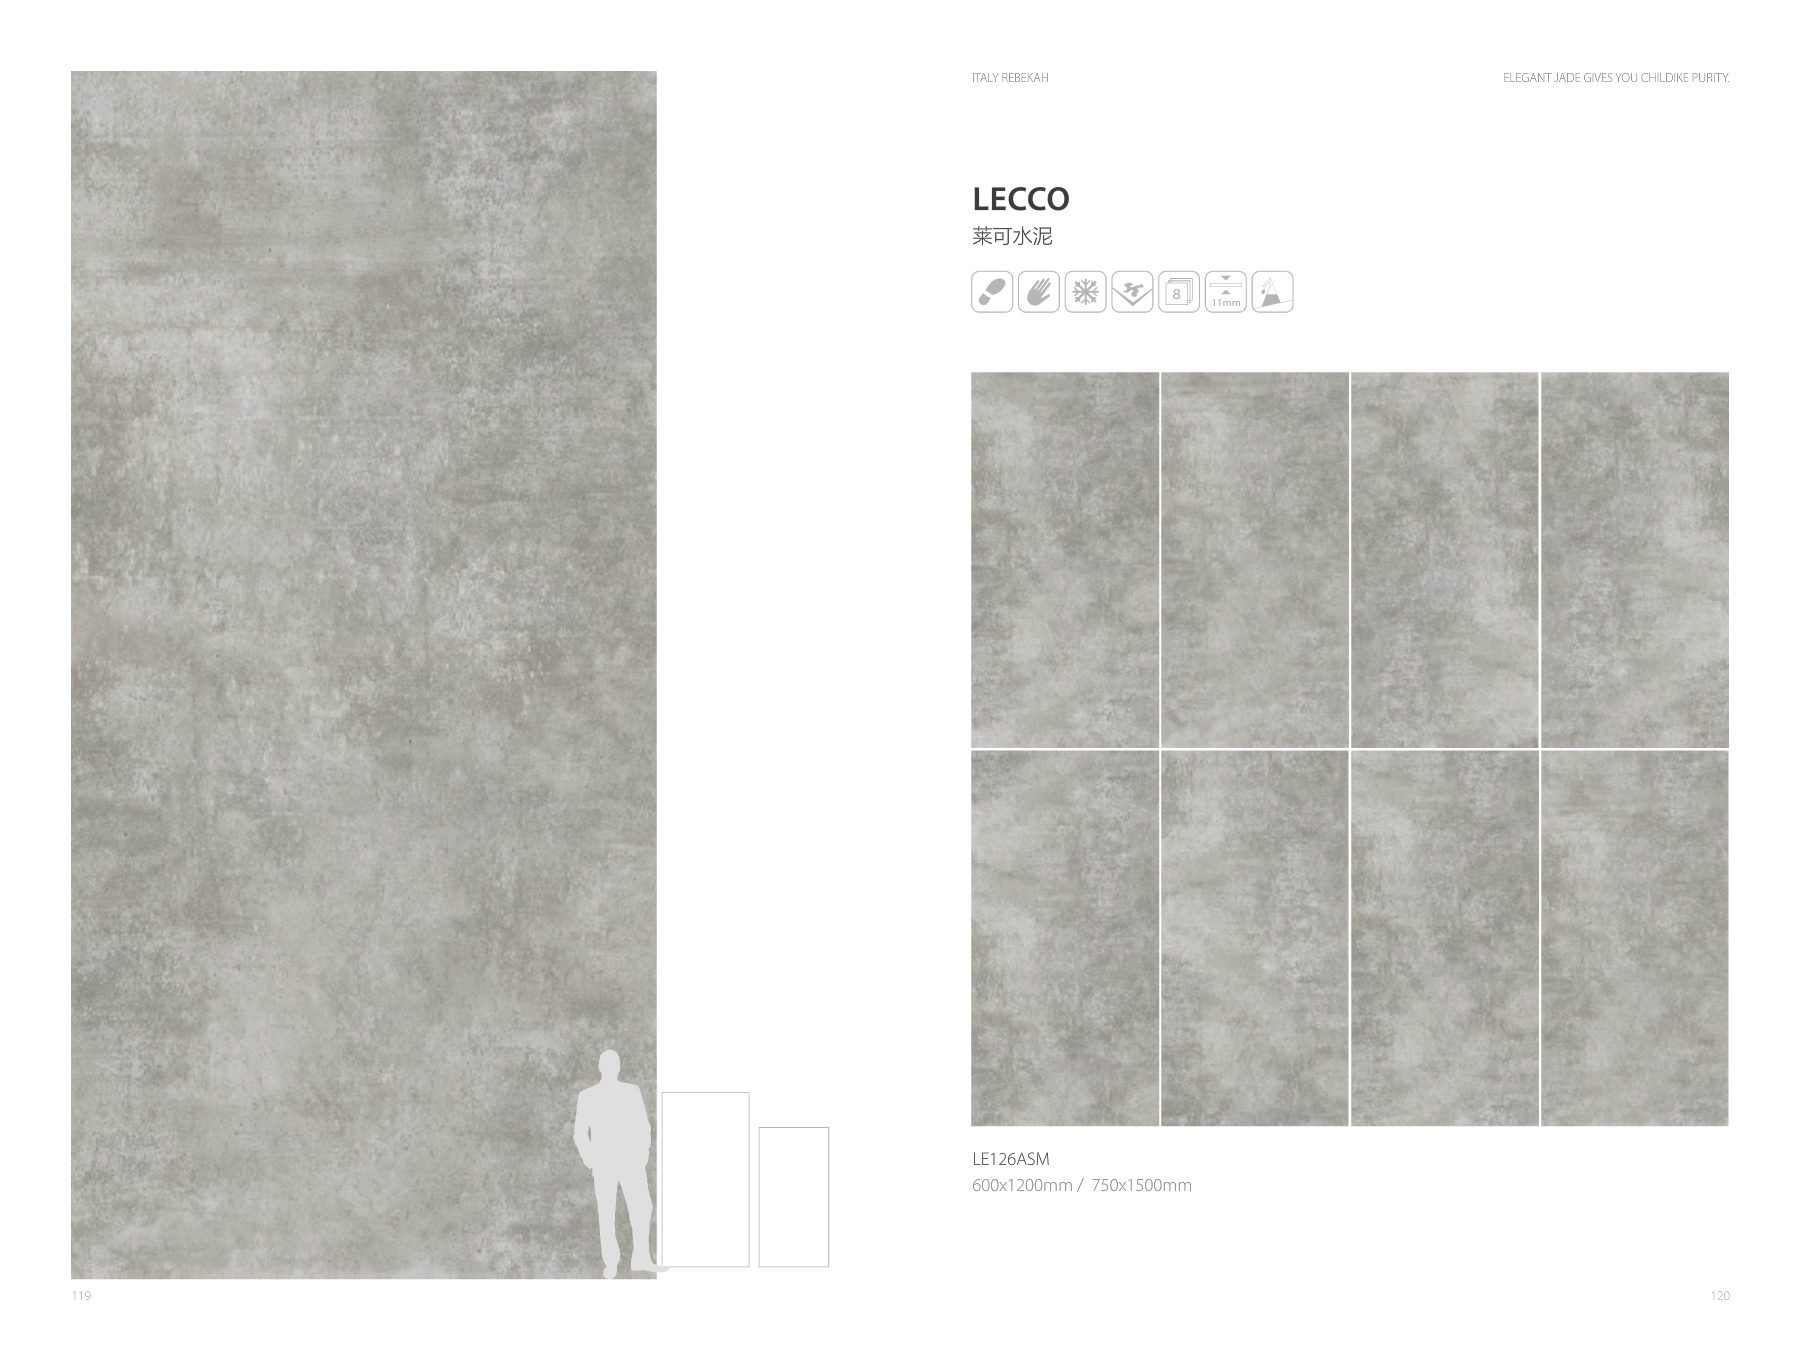 ITALY REBEKAH
ELEGANT JADE GIVES YOU CHILDIKE PURITY.
LECCO
莱可水泥
8
11mm
LE126ASM
600x1200mm / 750x1500mm
119
120